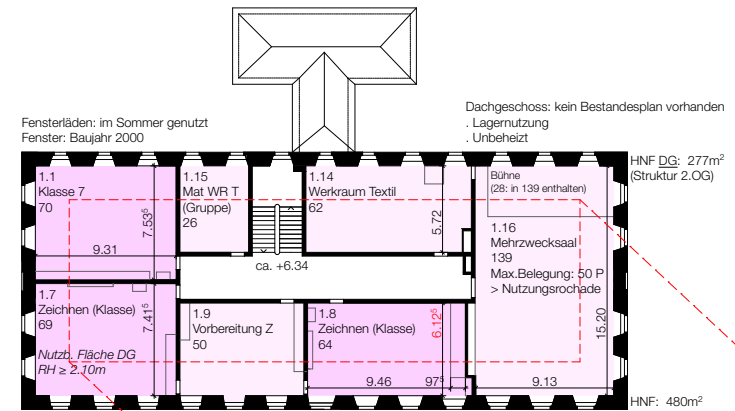 Fensterläden: im Sommer genutzt
Fenster: Baujahr 2000
Dachgeschoss: kein Bestandesplan vorhanden
. Lagernutzung
. Unbeheizt
HNF DG: 277m²
(Struktur 2.OG)
1.1
Klasse 7
70
7.53⁵
9.31
1.15
Mat WR T
(Gruppe)
26
1.14
Werkraum Textil
62
5.72
Bühne
(28: in 139 enthalten)
1.16
Mehrzwecksaal
139
Max.Belegung: 50 P
> Nutzungsrochade
15.20
9.13
ca. +6.34
1.7
Zeichnen (Klasse)
69
7.41⁵
Nutzb. Fläche DG
RH ≥ 2.10m
1.9
Vorbereitung Z
50
1.8
Zeichnen (Klasse)
64
6.12⁵
9.46
97⁵
HNF: 480m²